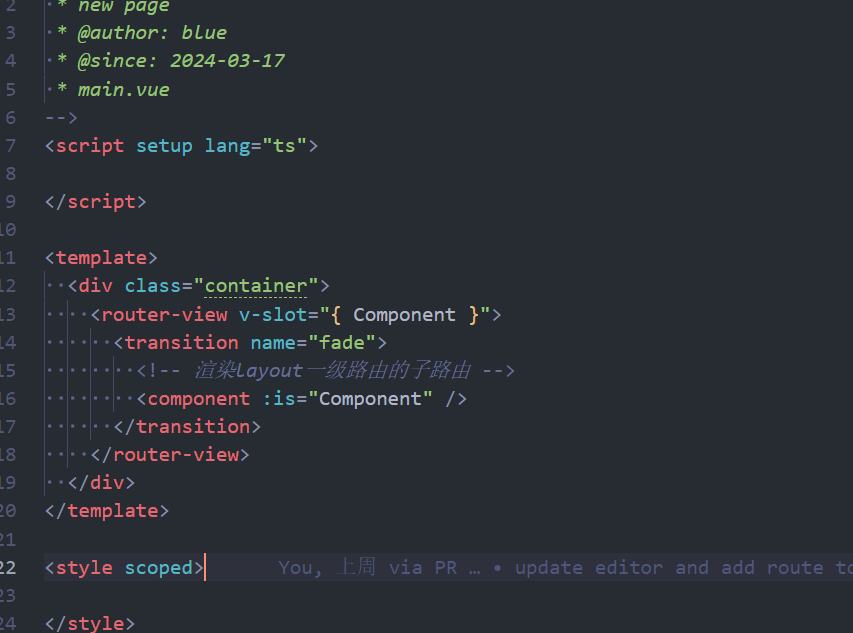 2 * new page
3 * @author: blue
4 * @since: 2024-03-17
5 * main.vue
6 -->
7 <script setup lang="ts">
8
9 </script>
10
11 <template>
12 <div class="container">
13 <router-view v-slot="{ Component }">
14 <transition name="fade">
15 <!-- 渲染layout一级路由的子路由 -->
16 <component :is="Component" />
17 </transition>
18 </router-view>
19 </div>
20 </template>
21
22 <style scoped> You, 上周 via PR … • update editor and add route to
23
24 </style>